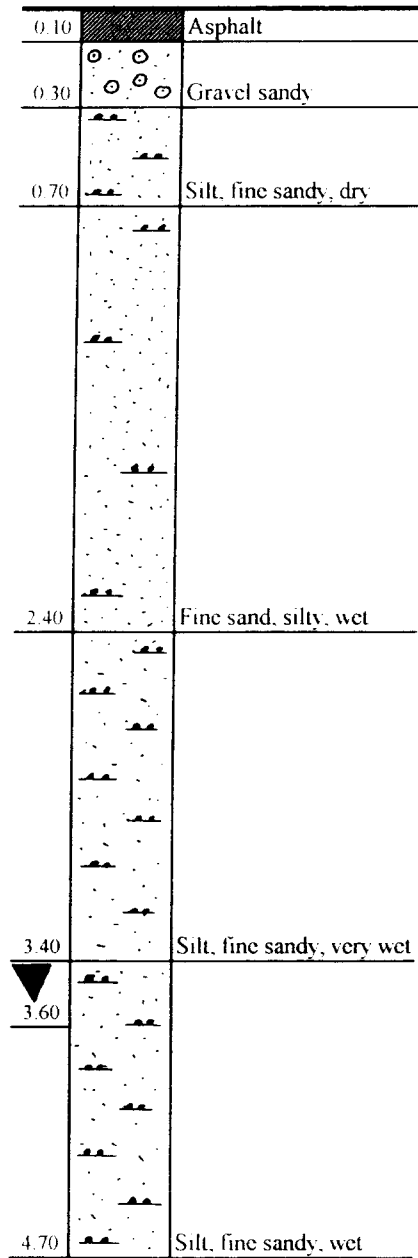 0.10 Asphalt
0.30 Gravel sandy
0.70 Silt, fine sandy, dry
2.40 Fine sand, silty, wet
3.40 Silt, fine sandy, very wet
3.60
4.70 Silt, fine sandy, wet